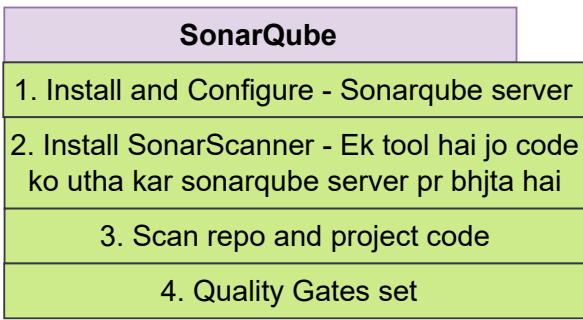 SonarQube
1. Install and Configure - Sonarqube server
2. Install SonarScanner - Ek tool hai jo code
ko utha kar sonarqube server pr bhjta hai
3. Scan repo and project code
4. Quality Gates set